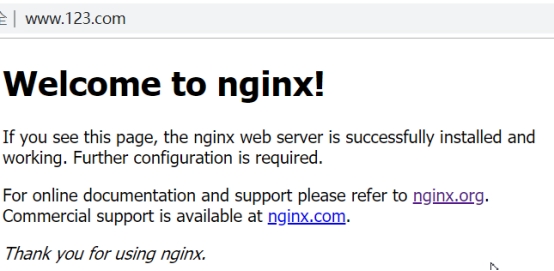 全 | www.123.com
Welcome to nginx!
If you see this page, the nginx web server is successfully installed and
working. Further configuration is required.
For online documentation and support please refer to nginx.org.
Commercial support is available at nginx.com.
Thank you for using nginx.